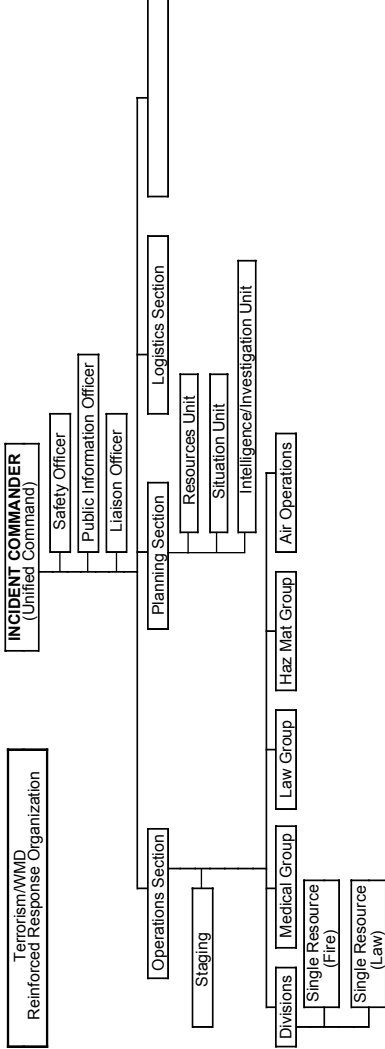 Terrorism/WMD
Reinforced Response Organization
INCIDENT COMMANDER
(Unified Command)
Safety Officer
Public Information Officer
Liaison Officer
Operations Section
Planning Section
Logistics Section
Staging
Resources Unit
Situation Unit
Intelligence/Investigation Unit
Divisions
Medical Group
Law Group
Haz Mat Group
Air Operations
Single Resource
(Fire)
Single Resource
(Law)